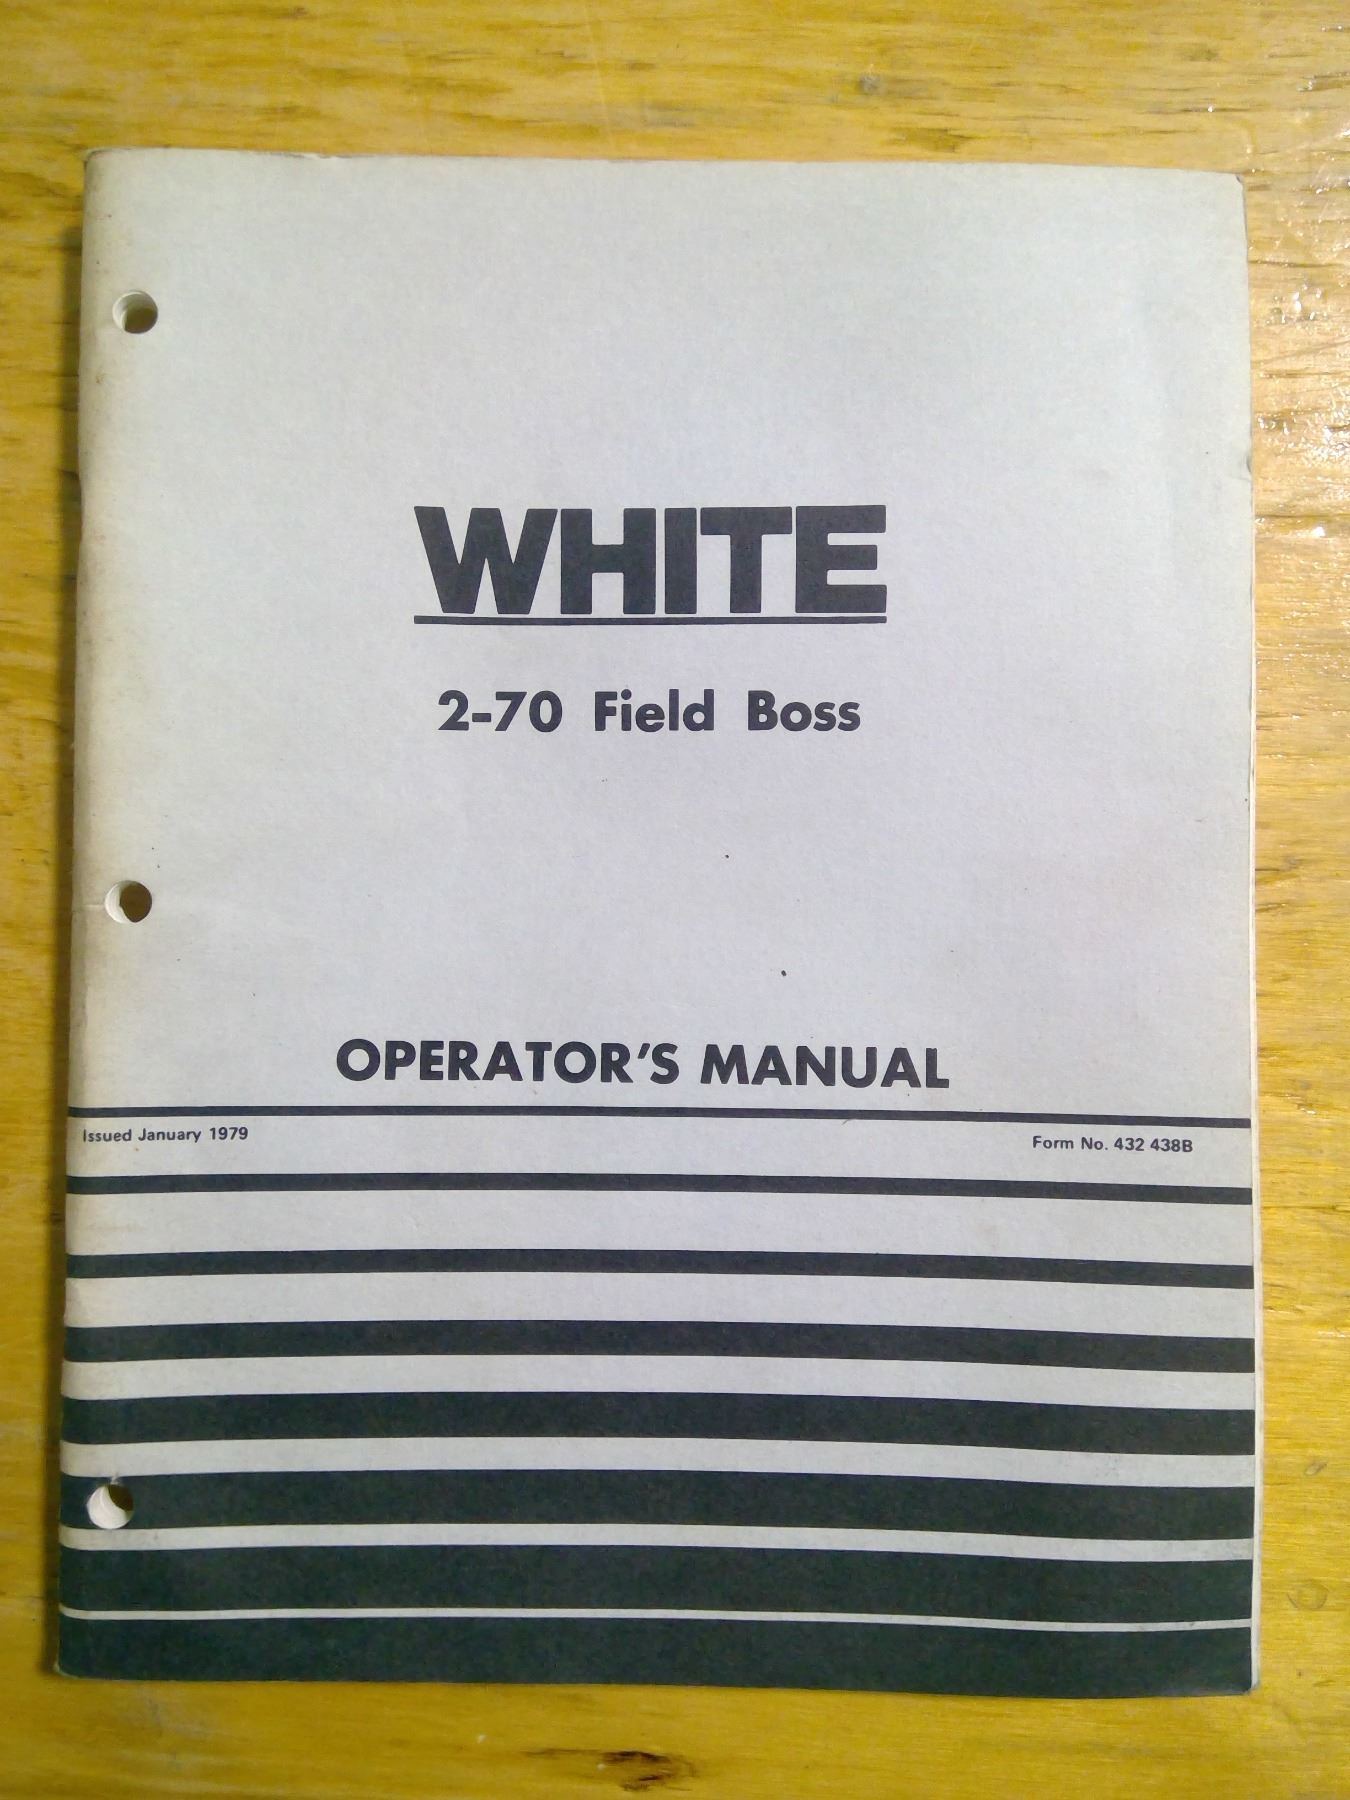 WHITE
2-70 Field Boss
OPERATOR'S MANUAL
Issued January 1979
Form No. 432 438B